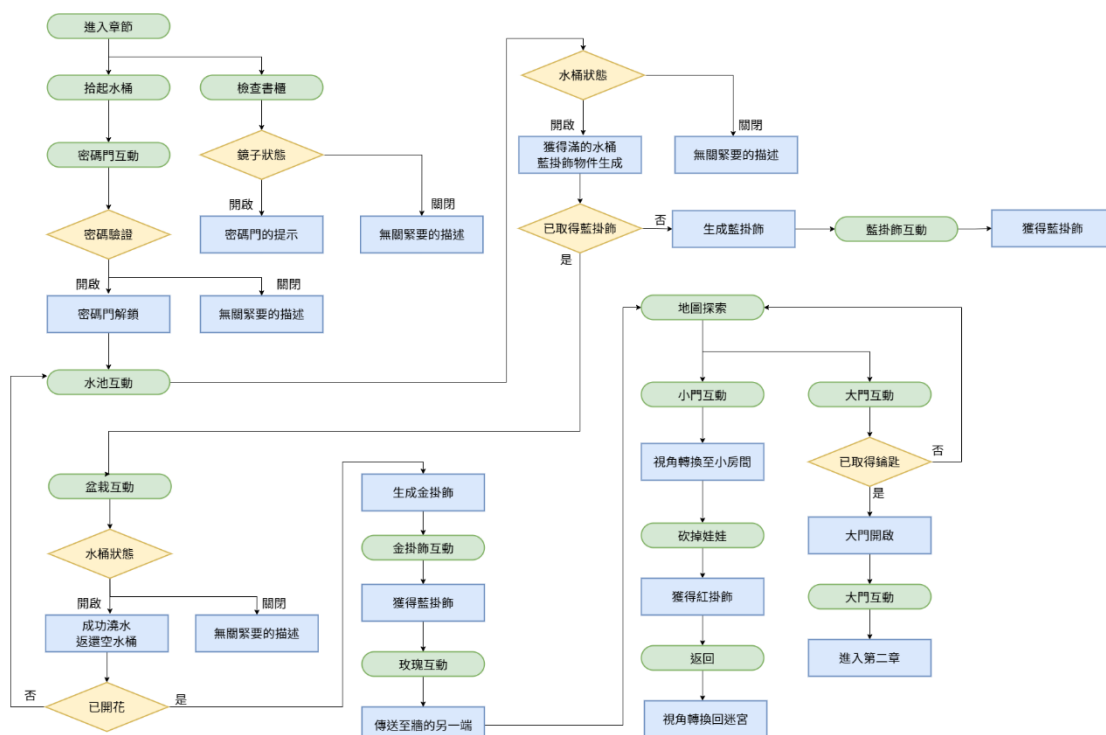 進入章節
拾起水桶
檢查書櫃
密碼門互動
鏡子狀態
開啟
關閉
密碼門的提示
無關緊要的描述
密碼驗證
開啟
關閉
密碼門解鎖
無關緊要的描述
水池互動
水桶狀態
開啟
關閉
獲得滿的水桶
藍掛飾物件生成
無關緊要的描述
已取得藍掛飾
否
是
生成藍掛飾
藍掛飾互動
獲得藍掛飾
盆栽互動
水桶狀態
開啟
關閉
成功澆水
返還空水桶
無關緊要的描述
已開花
否
是
生成金掛飾
金掛飾互動
獲得藍掛飾
玫瑰互動
傳送至牆的另一端
地圖探索
小門互動
視角轉換至小房間
砍掉娃娃
獲得紅掛飾
返回
視角轉換回迷宮
大門互動
已取得鑰匙
否
是
大門開啟
大門互動
進入第二章